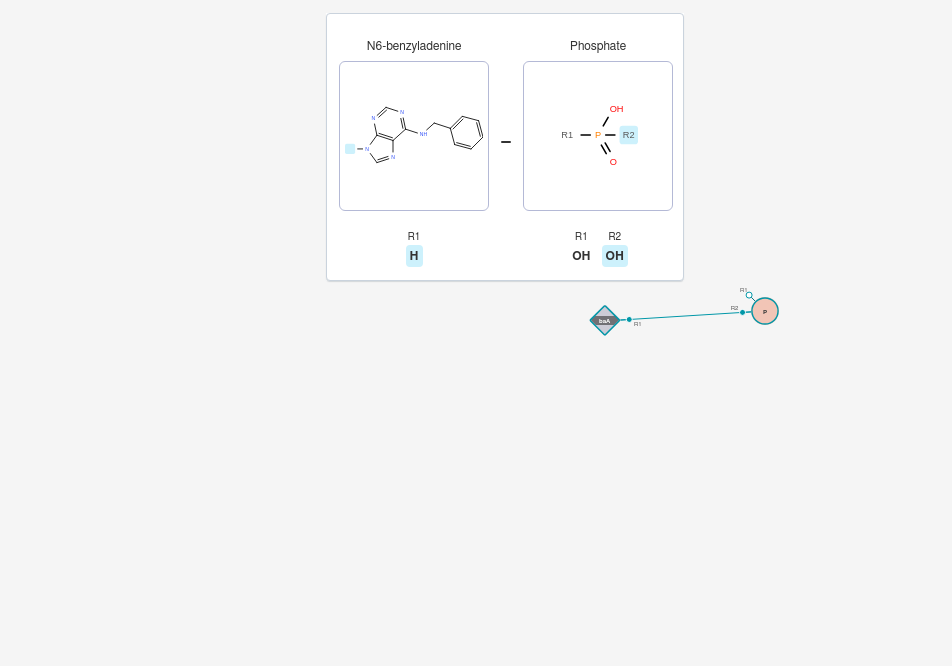 N6-benzyladenine
Phosphate
N
N
N
N
NH
OH
R1
P
R2
O
R1
H
R1 R2
OH OH
R1
R2
P
baA
R1